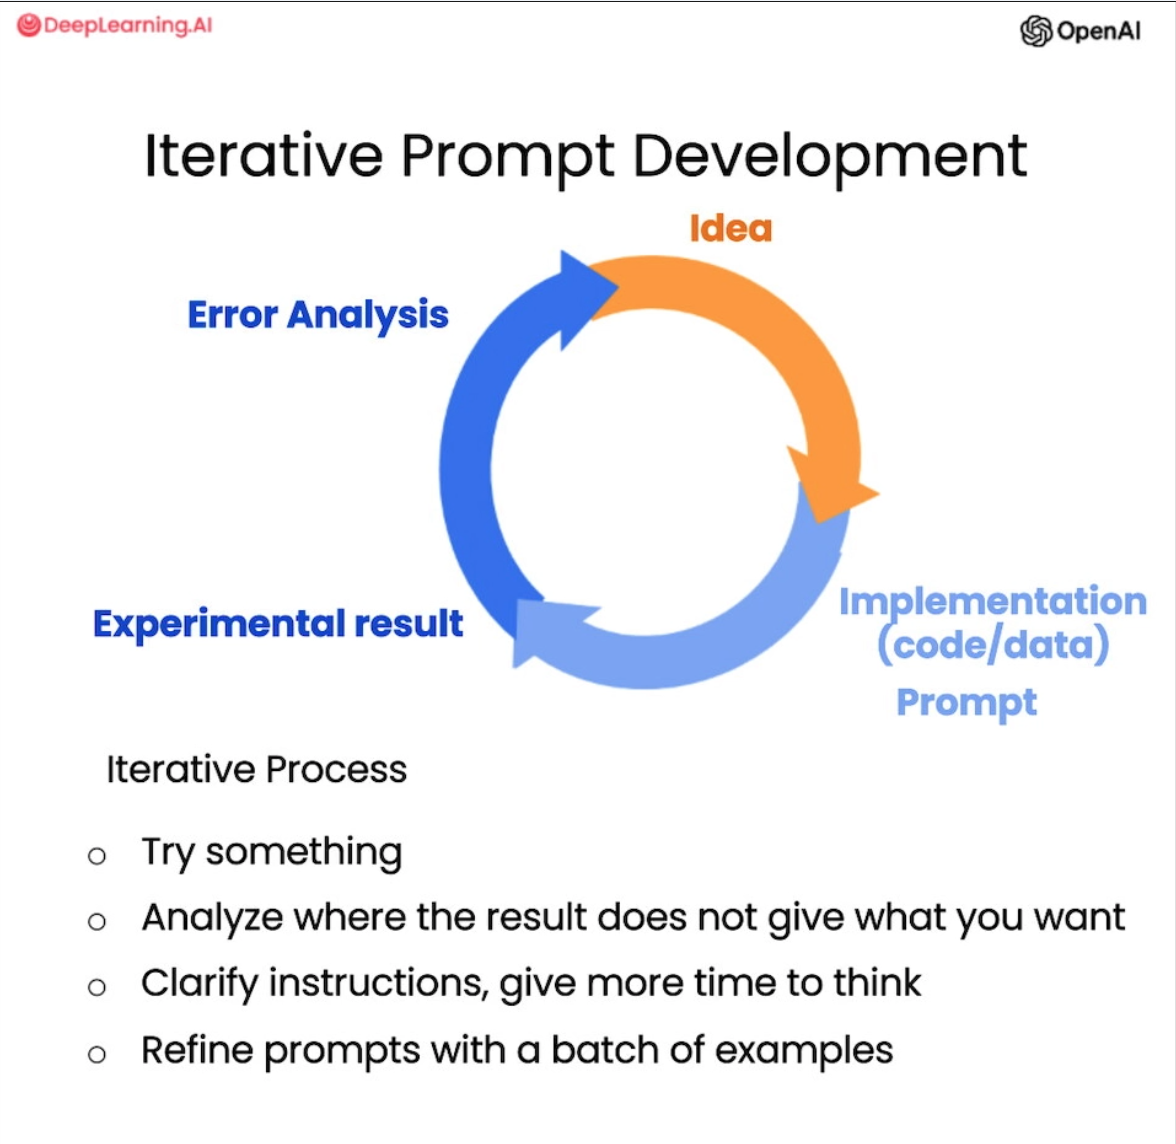 DeepLearning.AI
OpenAI
Iterative Prompt Development
Idea
Error Analysis
Implementation
(code/data)
Prompt
Experimental result
Iterative Process
Try something
Analyze where the result does not give what you want
Clarify instructions, give more time to think
Refine prompts with a batch of examples